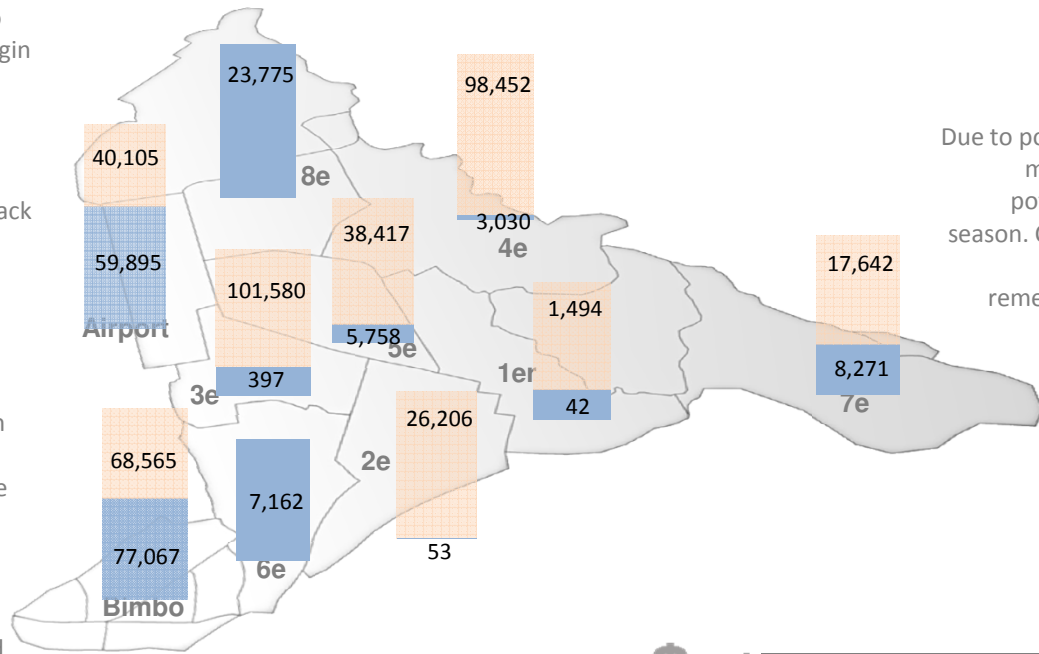 gin
23,775
98,452
40,105
8e
Due to po
m
ack
38,417
3,030
po
59,895
4e
season. C
101,580
17,642
1,494
reme
Airport
5,758
5e
397
1er
8,271
3e
42
7e
26,206
68,565
2e
7,162
e
53
77,067
6e
Bimbo